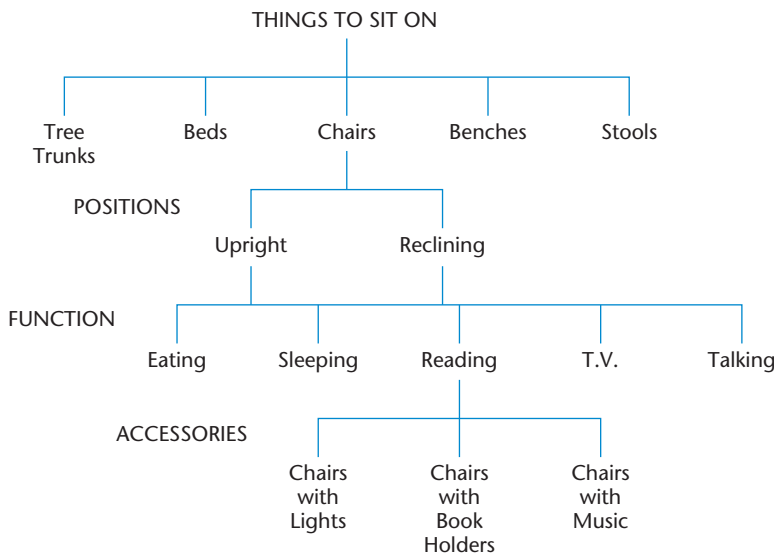 THINGS TO SIT ON
Tree Trunks
Beds
Chairs
Benches
Stools
POSITIONS
Upright
Reclining
FUNCTION
Eating
Sleeping
Reading
T.V.
Talking
ACCESSORIES
Chairs
with
Lights
Chairs
with
Book
Holders
Chairs
with
Music